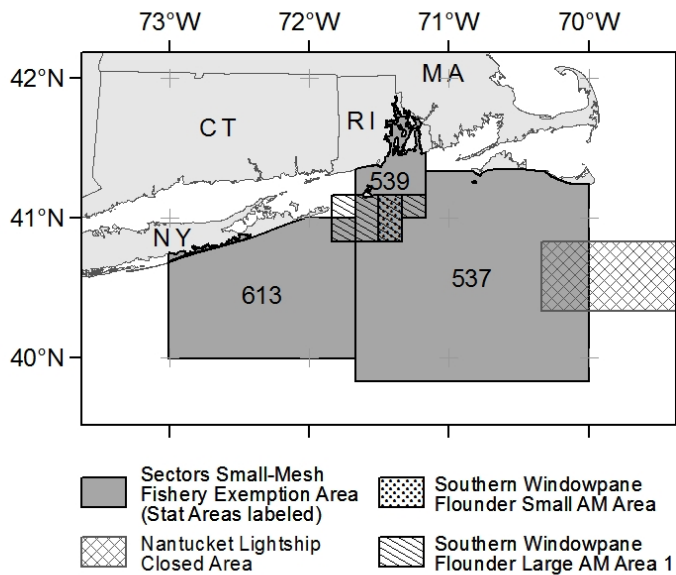 73°W 72°W 71°W 70°W
42°N
MA
RI
CT
539
41°N
NY
537
613
40°N
Sectors Small-Mesh
Fishery Exemption Area
(Stat Areas labeled)
Nantucket Lightship
Closed Area
Southern Windowpane
Flounder Small AM Area
Southern Windowpane
Flounder Large AM Area 1